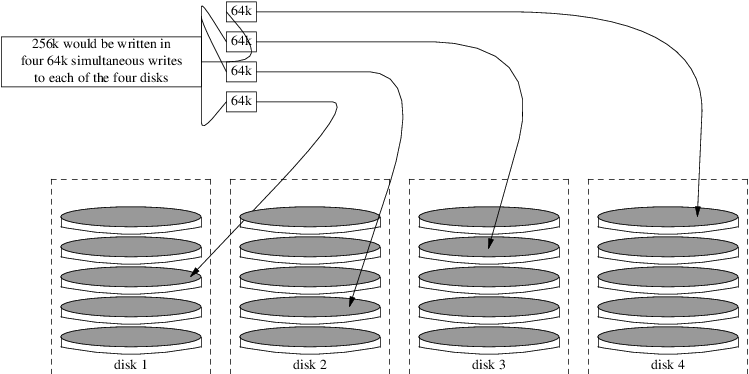 64k
256k would be written in
four 64k simultaneous writes
to each of the four disks
64k
64k
64k
disk 1
disk 2
disk 3
disk 4